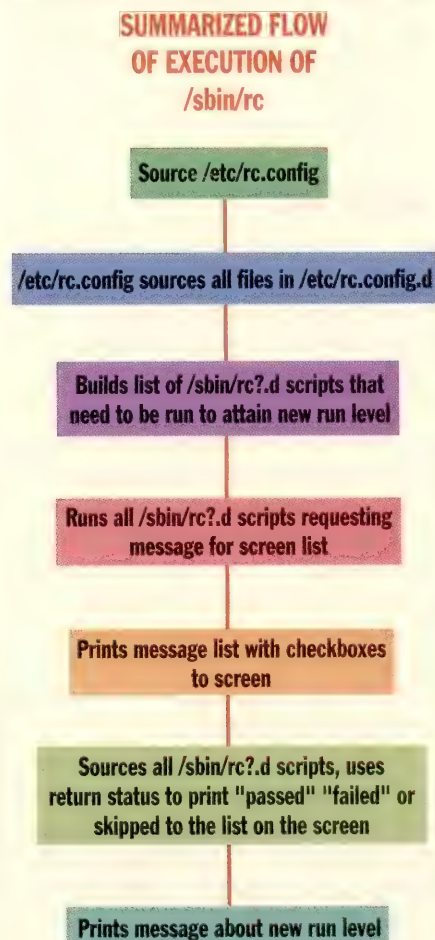 SUMMARIZED FLOW
OF EXECUTION OF
/sbin/rc
Source /etc/rc.config
/etc/rc.config sources all files in /etc/rc.config.d
Builds list of /sbin/rc?.d scripts that
need to be run to attain new run level
Runs all /sbin/rc?.d scripts requesting
message for screen list
Prints message list with checkboxes
to screen
Sources all /sbin/rc?.d scripts, uses
return status to print "passed" "failed" or
skipped to the list on the screen
Prints message about new run level